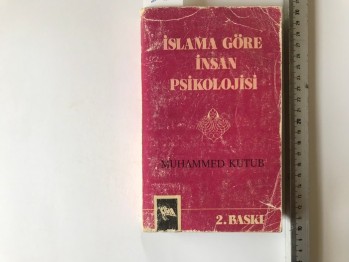 İSLAMA GÖRE
İNSAN
PSİKOLOJİSİ
MUHAMMED KUTUB
2. BASKI